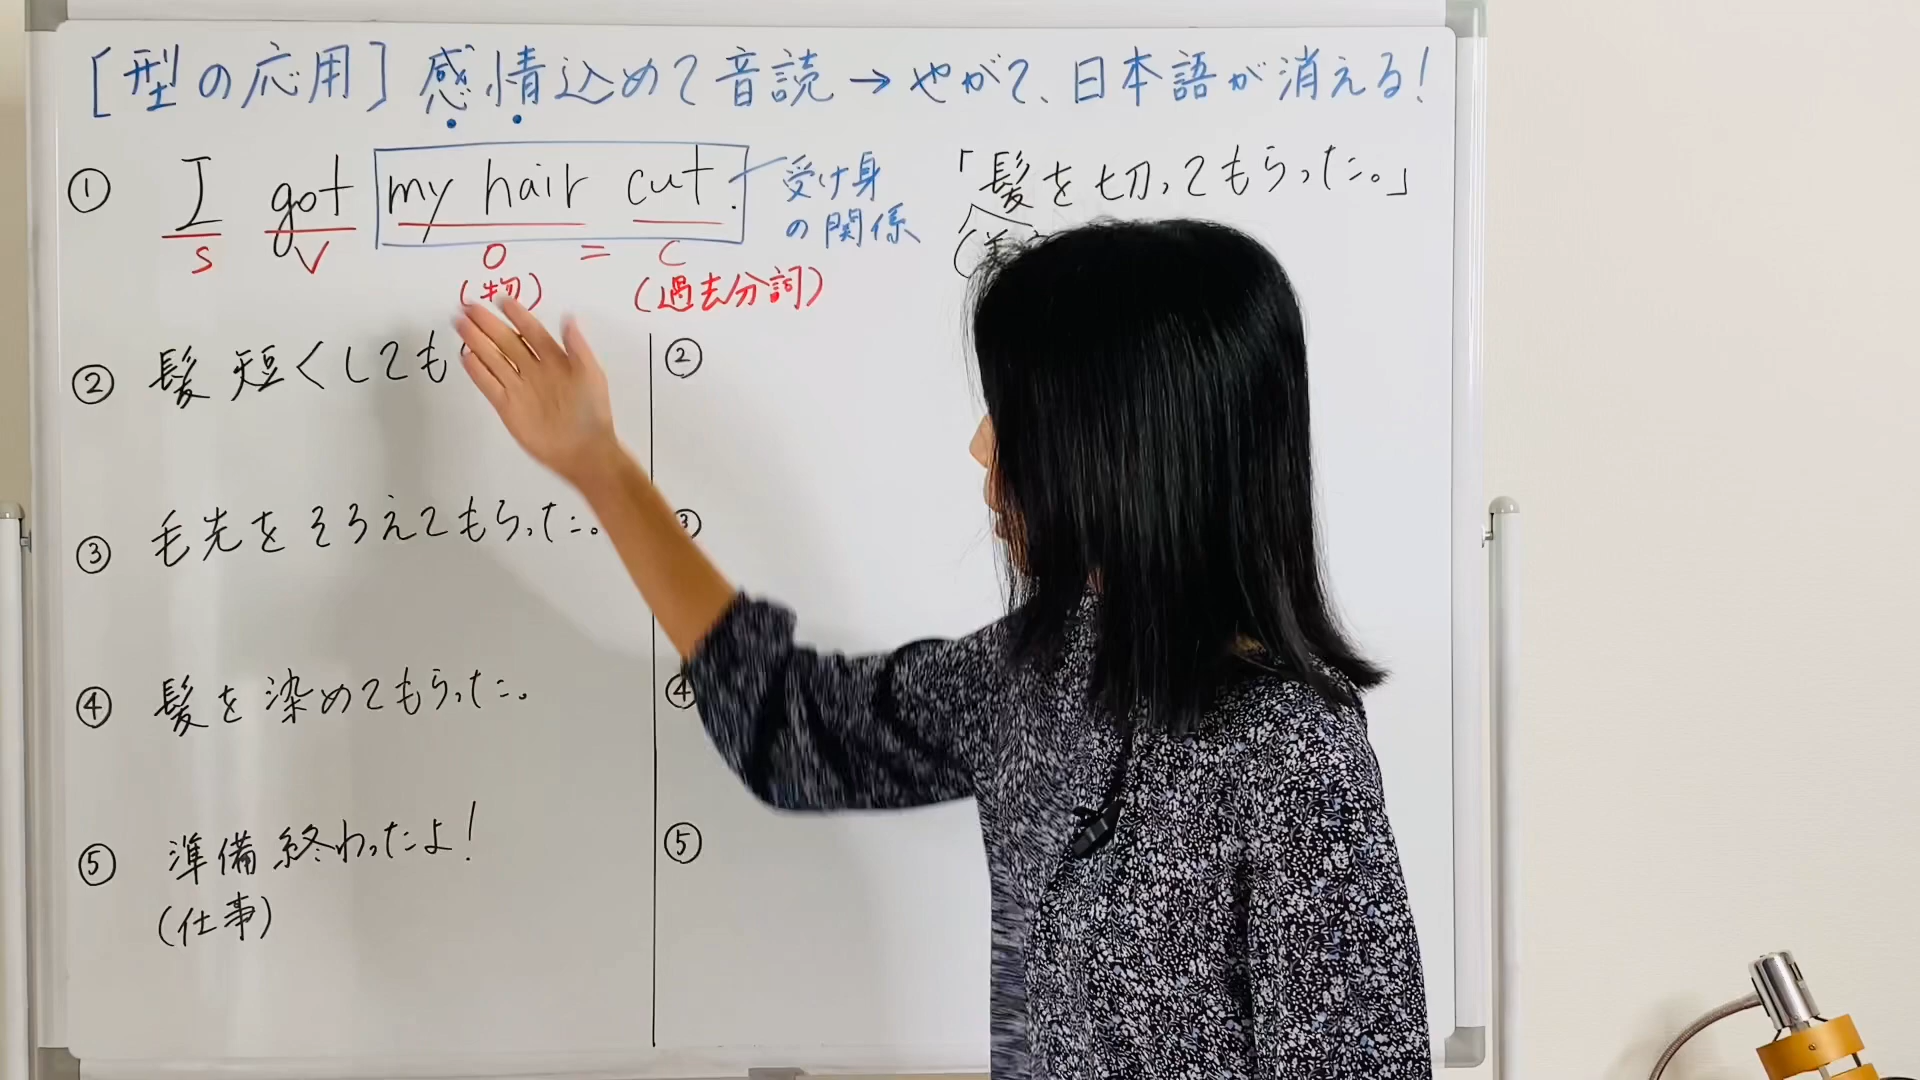 [型の応用] 感情込めて音読→やがて、日本語が消える!
① I got my hair cut. 受け身の関係 「髪を切ってもらった。」
S V O = C
(物) (過去分詞)
② 髪 短くしても ②
③ 毛先をそろえてもらった。 ③
④ 髪を染めてもらった。 ④
⑤ 準備終わったよ! ⑤
(仕事)